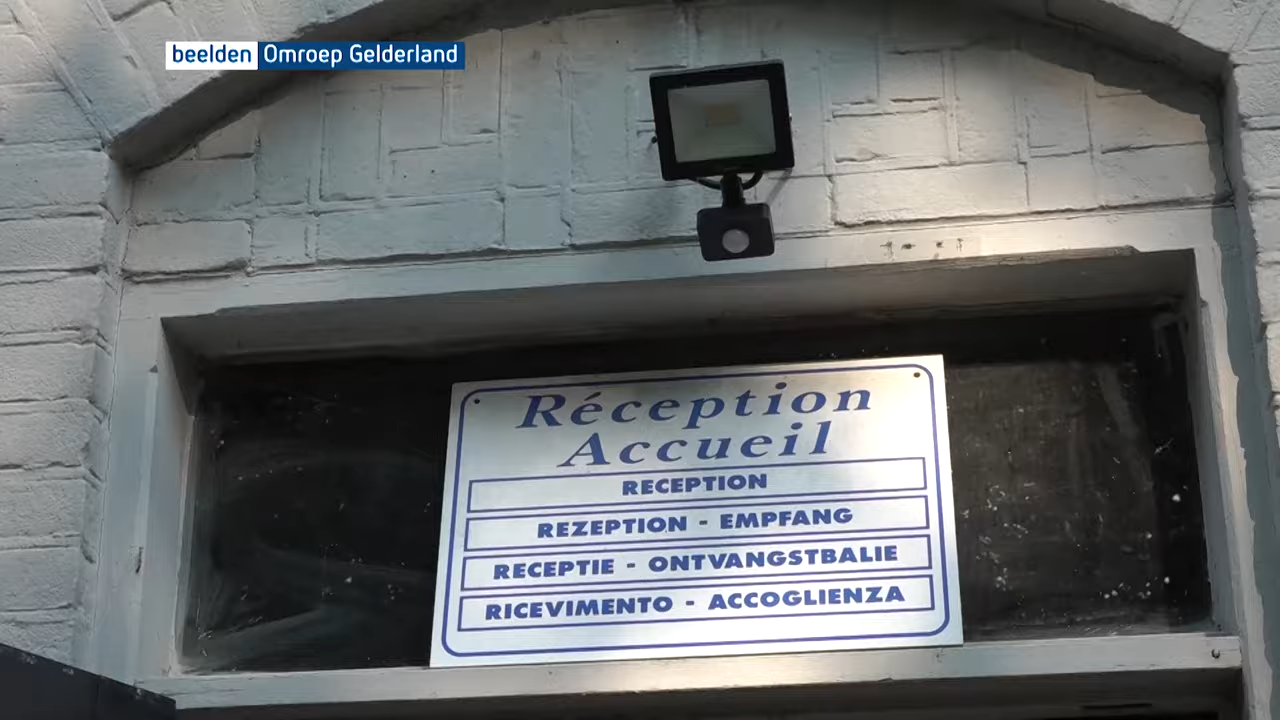 beelden Omroep Gelderland
Réception
Accueil
RECEPTION
REZEPTION - EMPFANG
RECEPTIE - ONTVANGSTBALIE
RICEVIMENTO - ACCOGLIENZA